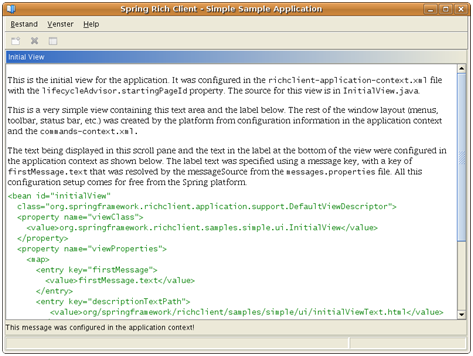 Spring Rich Client - Simple Sample Application
Bestand Venster Help
Initial View
This is the initial view for the application. It was configured in the richclient-application-context.xml file
with the lifecycleAdvisor.startingPageId property. The source for this view is in InitialView.java.
This is a very simple view containing this text area and the label below. The rest of the window layout (menus,
toolbar, status bar, etc.) was created by the platform from configuration information in the application context
and the commands-context.xml.
The text being displayed in this scroll pane and the text in the label at the bottom of the view were configured in
the application context as shown below. The label text was specified using a message key, with a key of
firstMessage.text that was resolved by the messageSource from the messages.properties file. All this
configuration setup comes for free from the Spring platform.
<bean id="initialView"
class="org.springframework.richclient.application.support.DefaultViewDescriptor">
<property name="viewClass">
<value>org.springframework.richclient.samples.simple.ui.InitialView</value>
</property>
<property name="viewProperties">
<map>
<entry key="firstMessage">
<value>firstMessage.text</value>
</entry>
<entry key="descriptionTextPath">
<value>org/springframework/richclient/samples/simple/ui/initialViewText.html</value>
This message was configured in the application context!